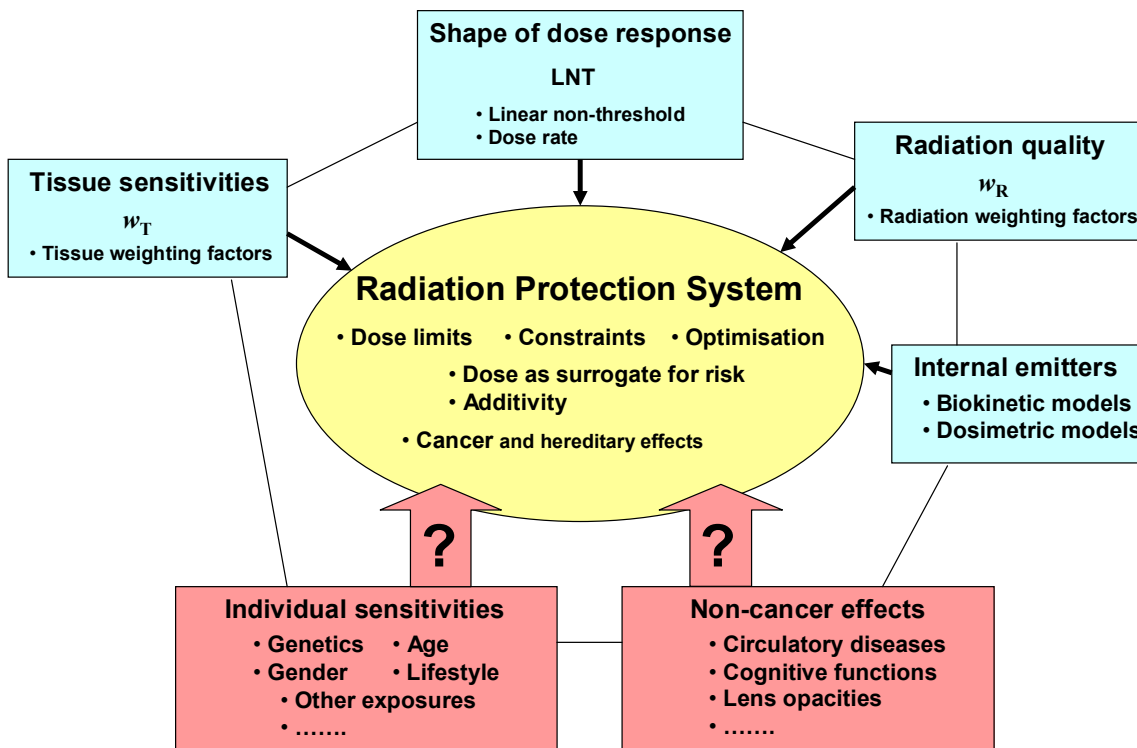 Shape of dose response
LNT
• Linear non-threshold
• Dose rate
Tissue sensitivities
wT
• Tissue weighting factors
Radiation quality
wR
• Radiation weighting factors
Radiation Protection System
• Dose limits • Constraints • Optimisation
• Dose as surrogate for risk
• Additivity
• Cancer and hereditary effects
Internal emitters
• Biokinetic models
• Dosimetric models
?
?
Individual sensitivities
• Genetics • Age
• Gender • Lifestyle
• Other exposures
• .......
Non-cancer effects
• Circulatory diseases
• Cognitive functions
• Lens opacities
• .......